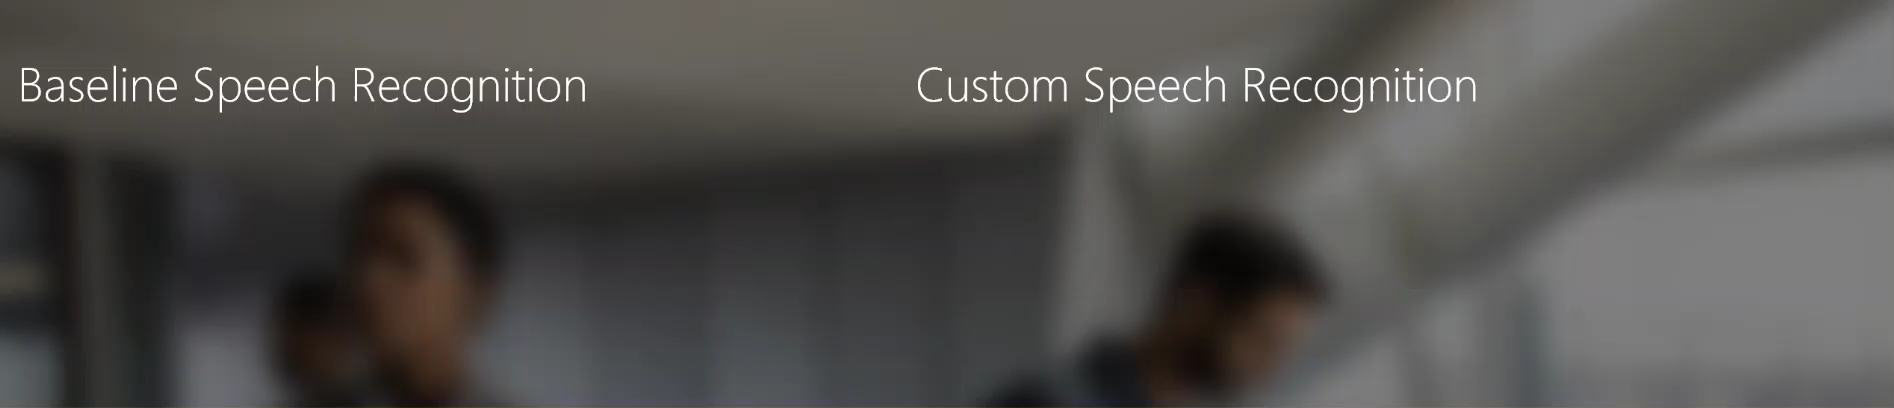 Baseline Speech Recognition
Custom Speech Recognition